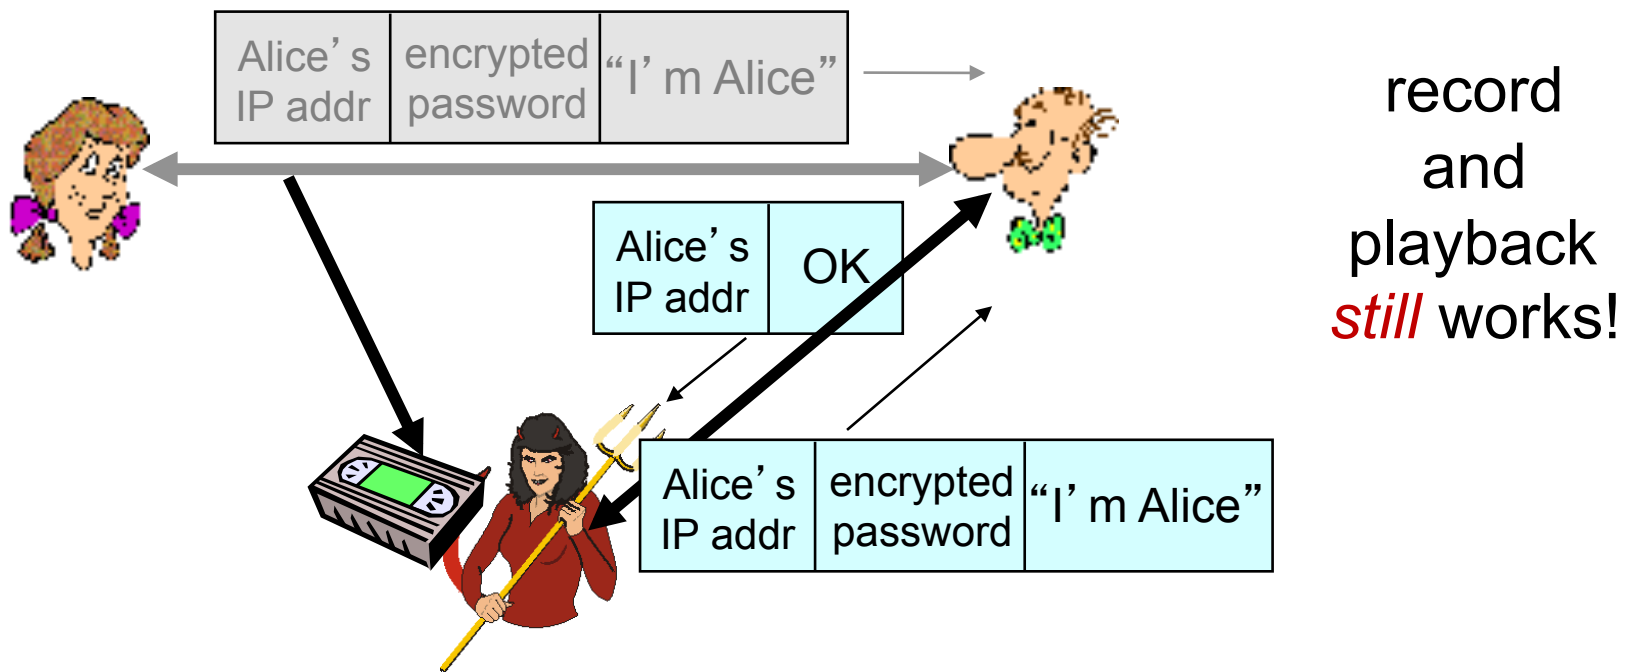 Alice’s
IP addr
encrypted
password
“I’m Alice”
record
and
playback
still works!
Alice’s
IP addr
OK
Alice’s
IP addr
encrypted
password
“I’m Alice”